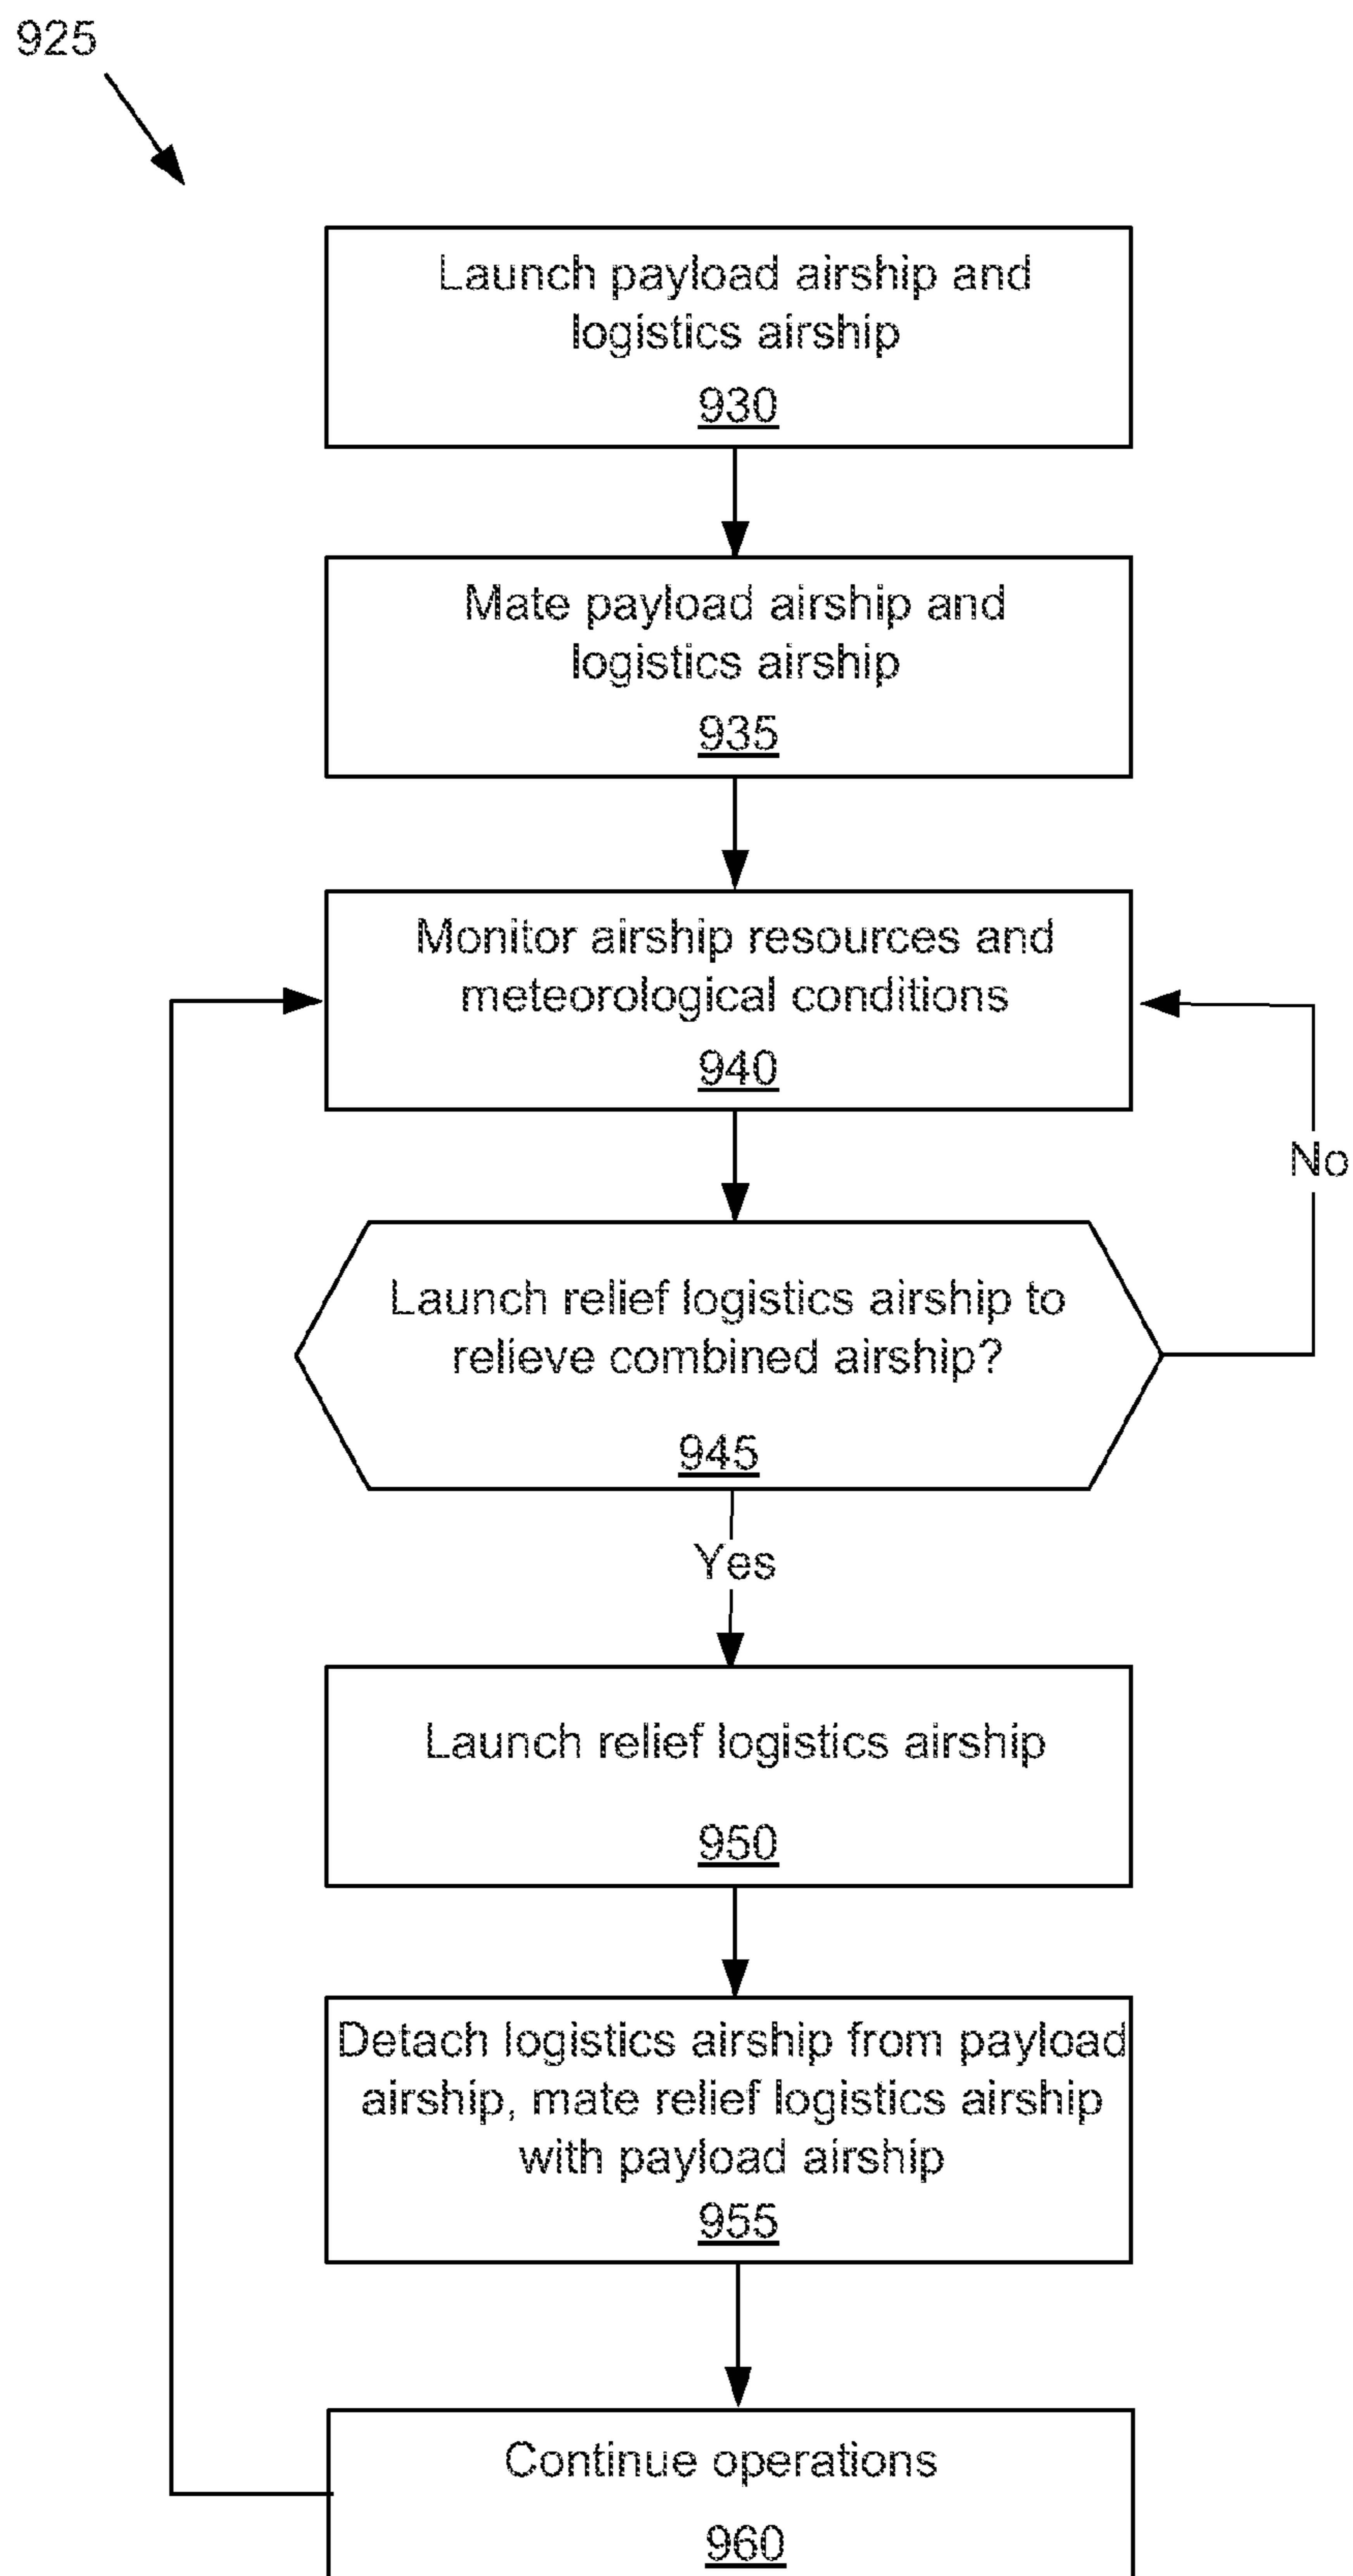 925
Launch payload airship and
logistics airship
930
Mate payload airship and
logistics airship
935
Monitor airship resources and
meteorological conditions
940
No
Launch relief logistics airship to
relieve combined airship?
945
Yes
Launch relief logistics airship
950
Detach logistics airship from payload
airship, mate relief logistics airship
with payload airship
955
Continue operations
960